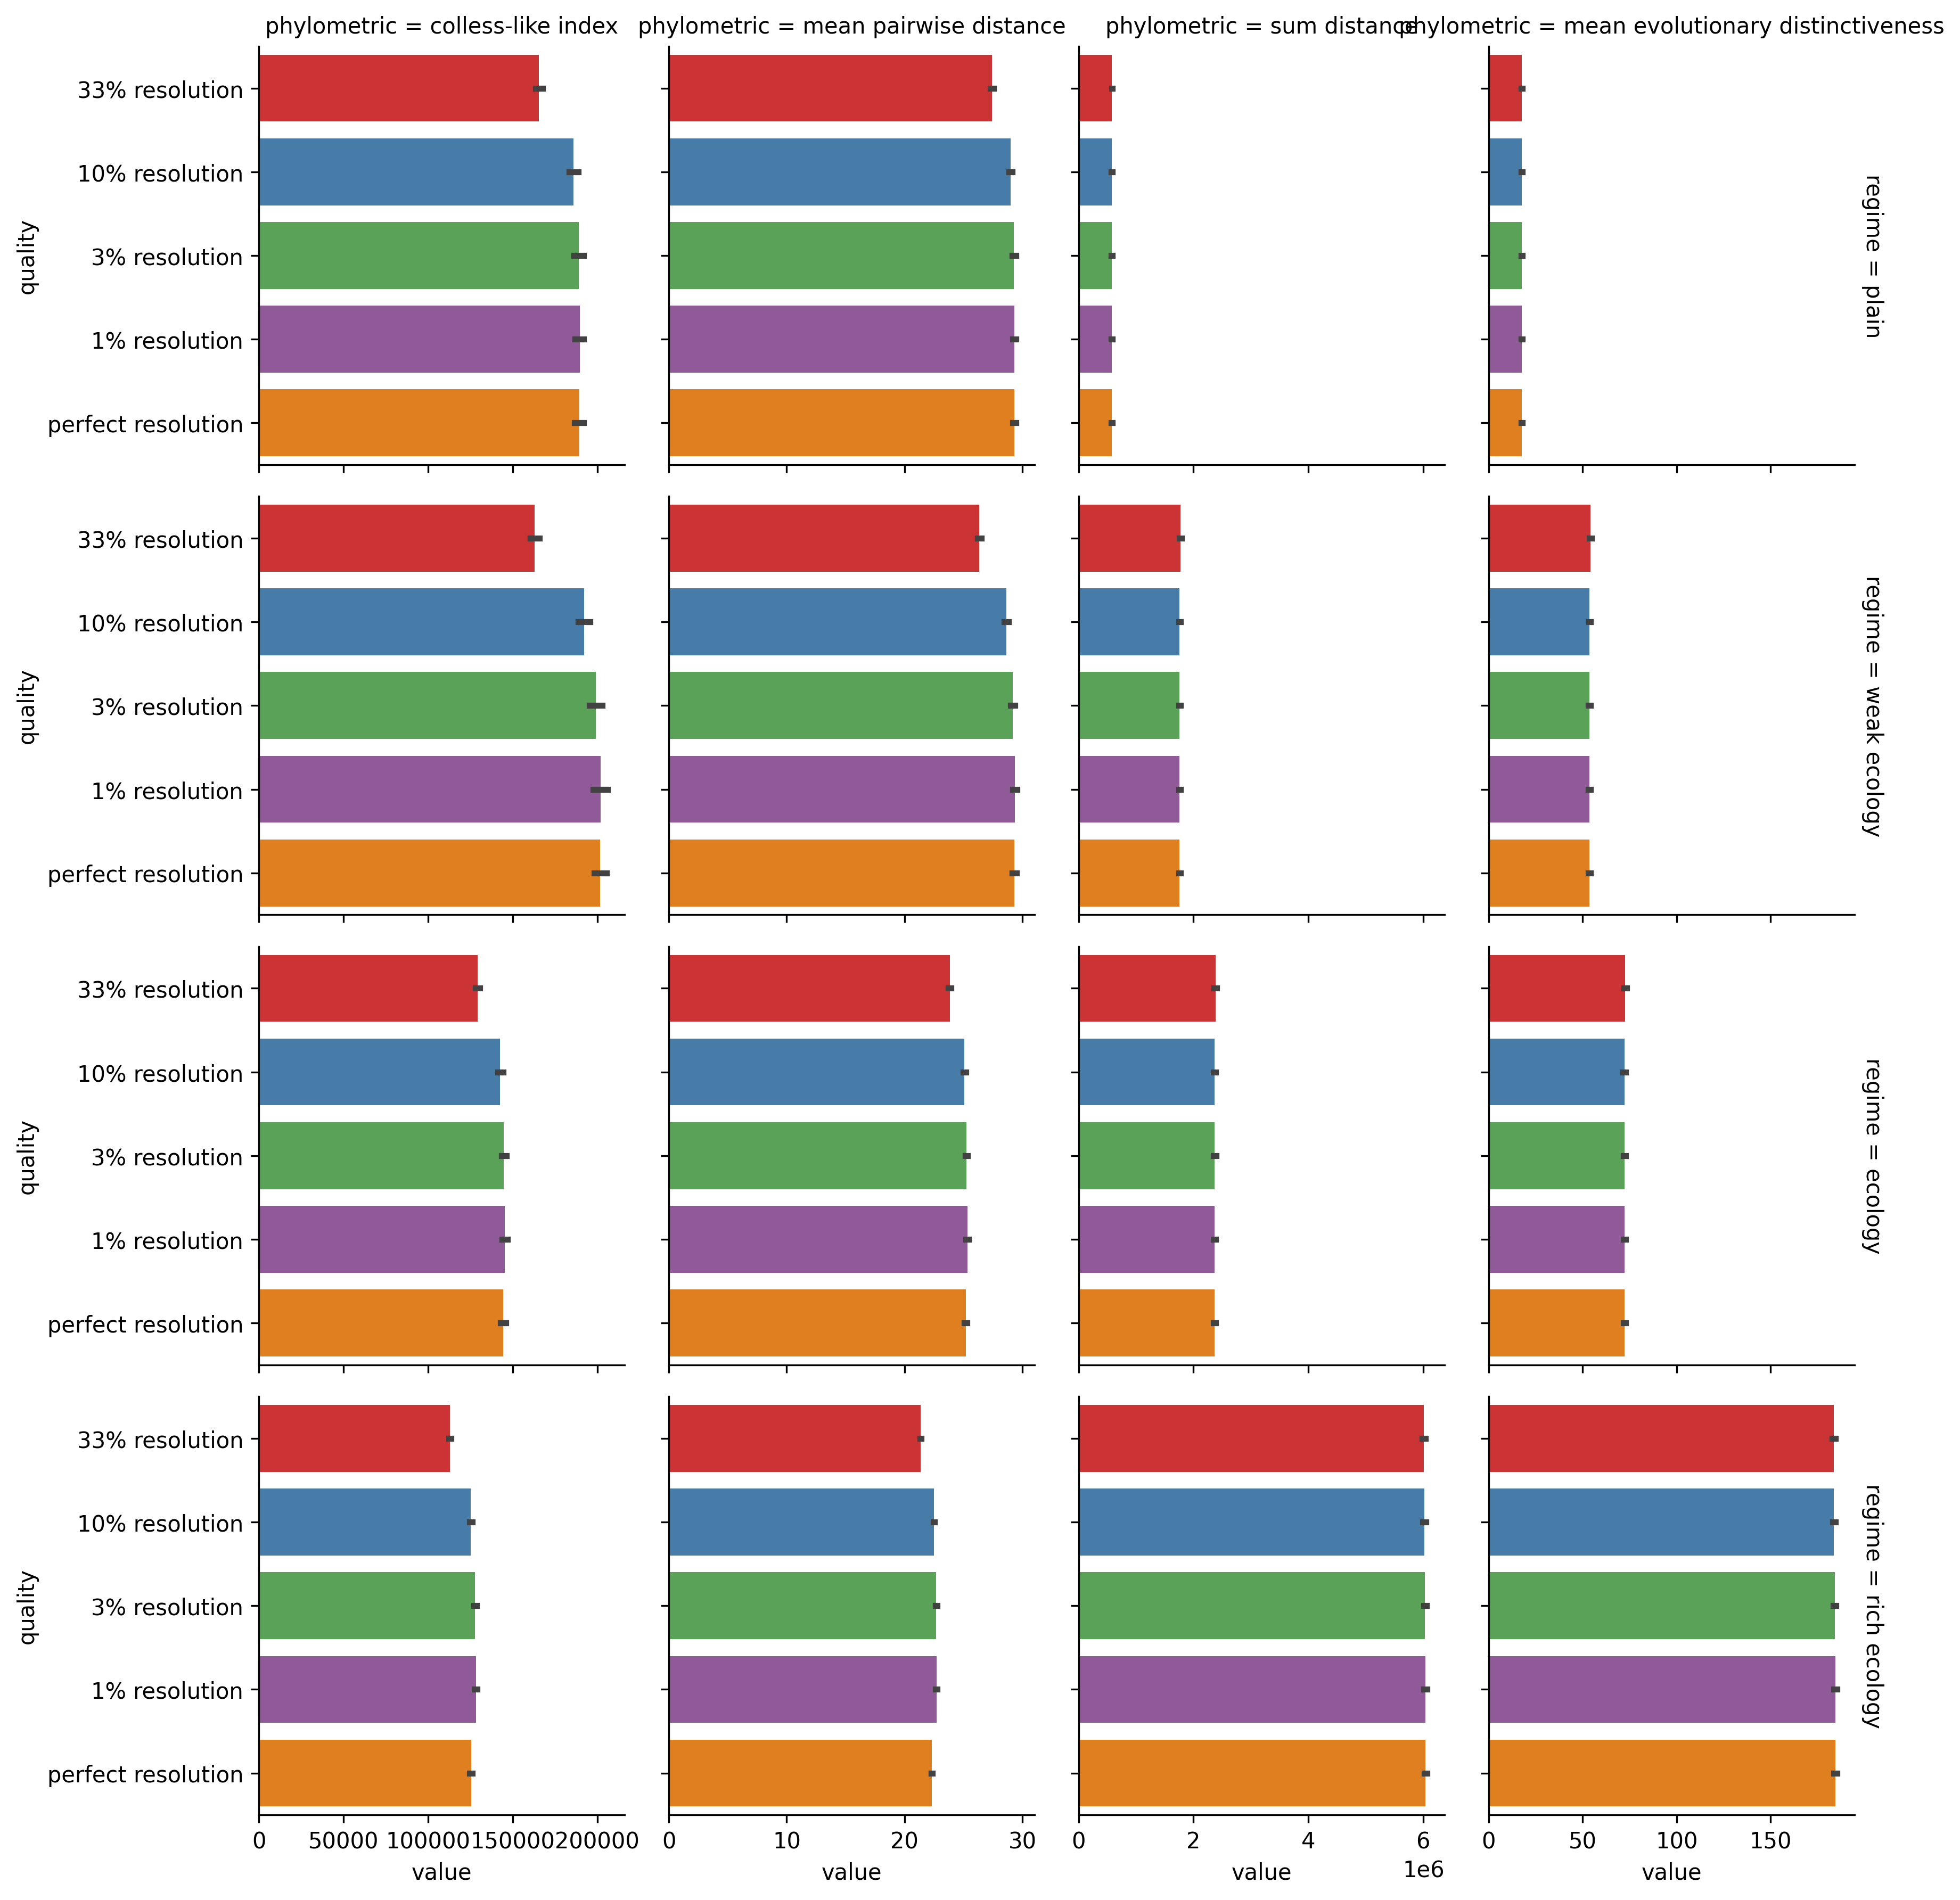 phylometric = colless-like index
phylometric = mean pairwise distance
phylometric = sum distance
phylometric = mean evolutionary distinctiveness
quality
33% resolution
10% resolution
3% resolution
1% resolution
perfect resolution
regime = plain
quality
33% resolution
10% resolution
3% resolution
1% resolution
perfect resolution
regime = weak ecology
quality
33% resolution
10% resolution
3% resolution
1% resolution
perfect resolution
regime = ecology
quality
33% resolution
10% resolution
3% resolution
1% resolution
perfect resolution
regime = rich ecology
0 50000 100000 150000 200000
value
0 10 20 30
value
0 2 4 6
1e6
value
0 50 100 150
value